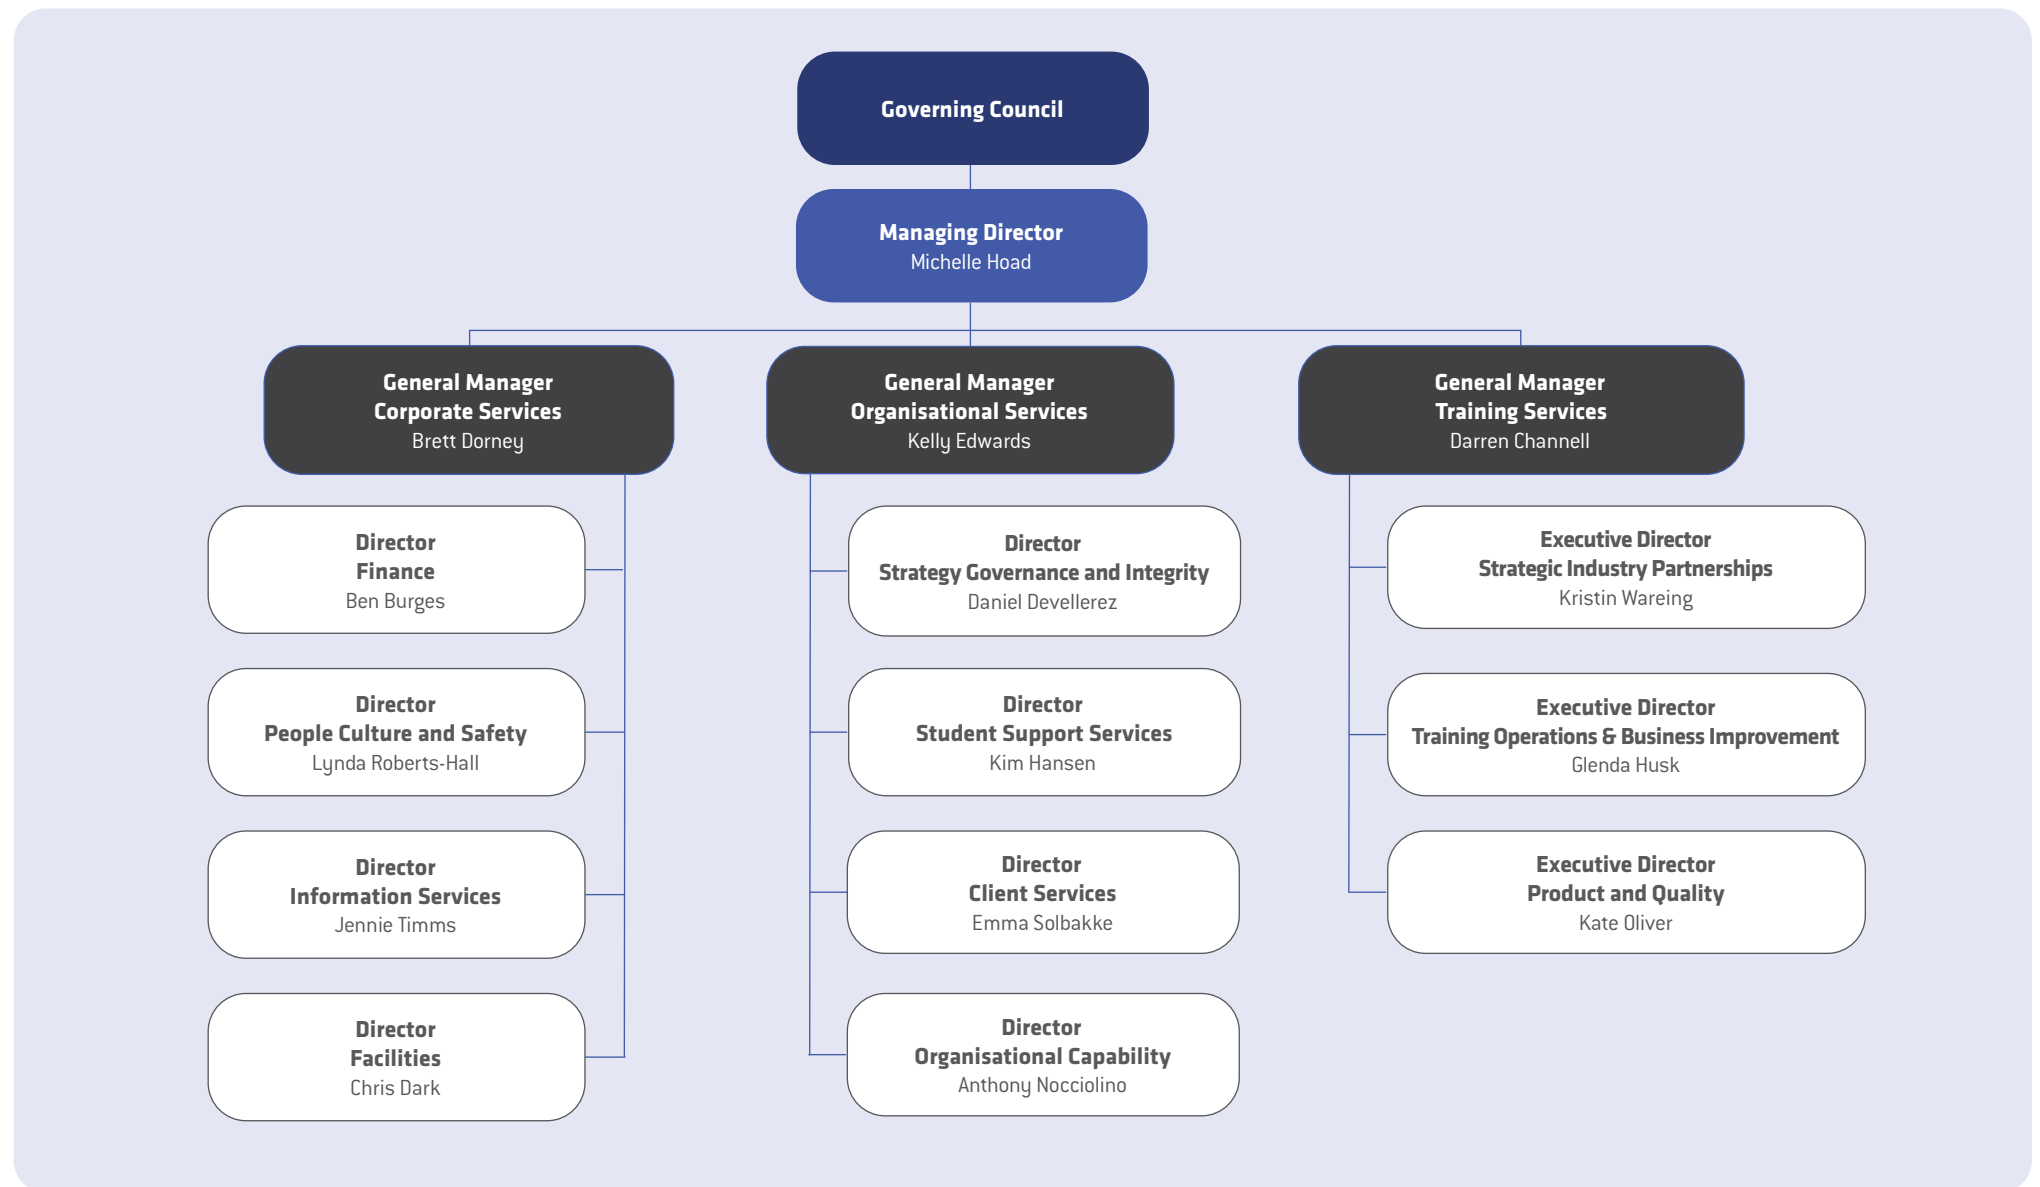 Governing Council
Managing Director
Michelle Hoad
General Manager
Corporate Services
Brett Dorney
General Manager
Organisational Services
Kelly Edwards
General Manager
Training Services
Darren Channell
Director
Finance
Ben Burges
Director
People Culture and Safety
Lynda Roberts-Hall
Director
Information Services
Jennie Timms
Director
Facilities
Chris Dark
Director
Strategy Governance and Integrity
Daniel Devellerez
Director
Student Support Services
Kim Hansen
Director
Client Services
Emma Solbakke
Director
Organisational Capability
Anthony Nocciolino
Executive Director
Strategic Industry Partnerships
Kristin Wareing
Executive Director
Training Operations & Business Improvement
Glenda Husk
Executive Director
Product and Quality
Kate Oliver